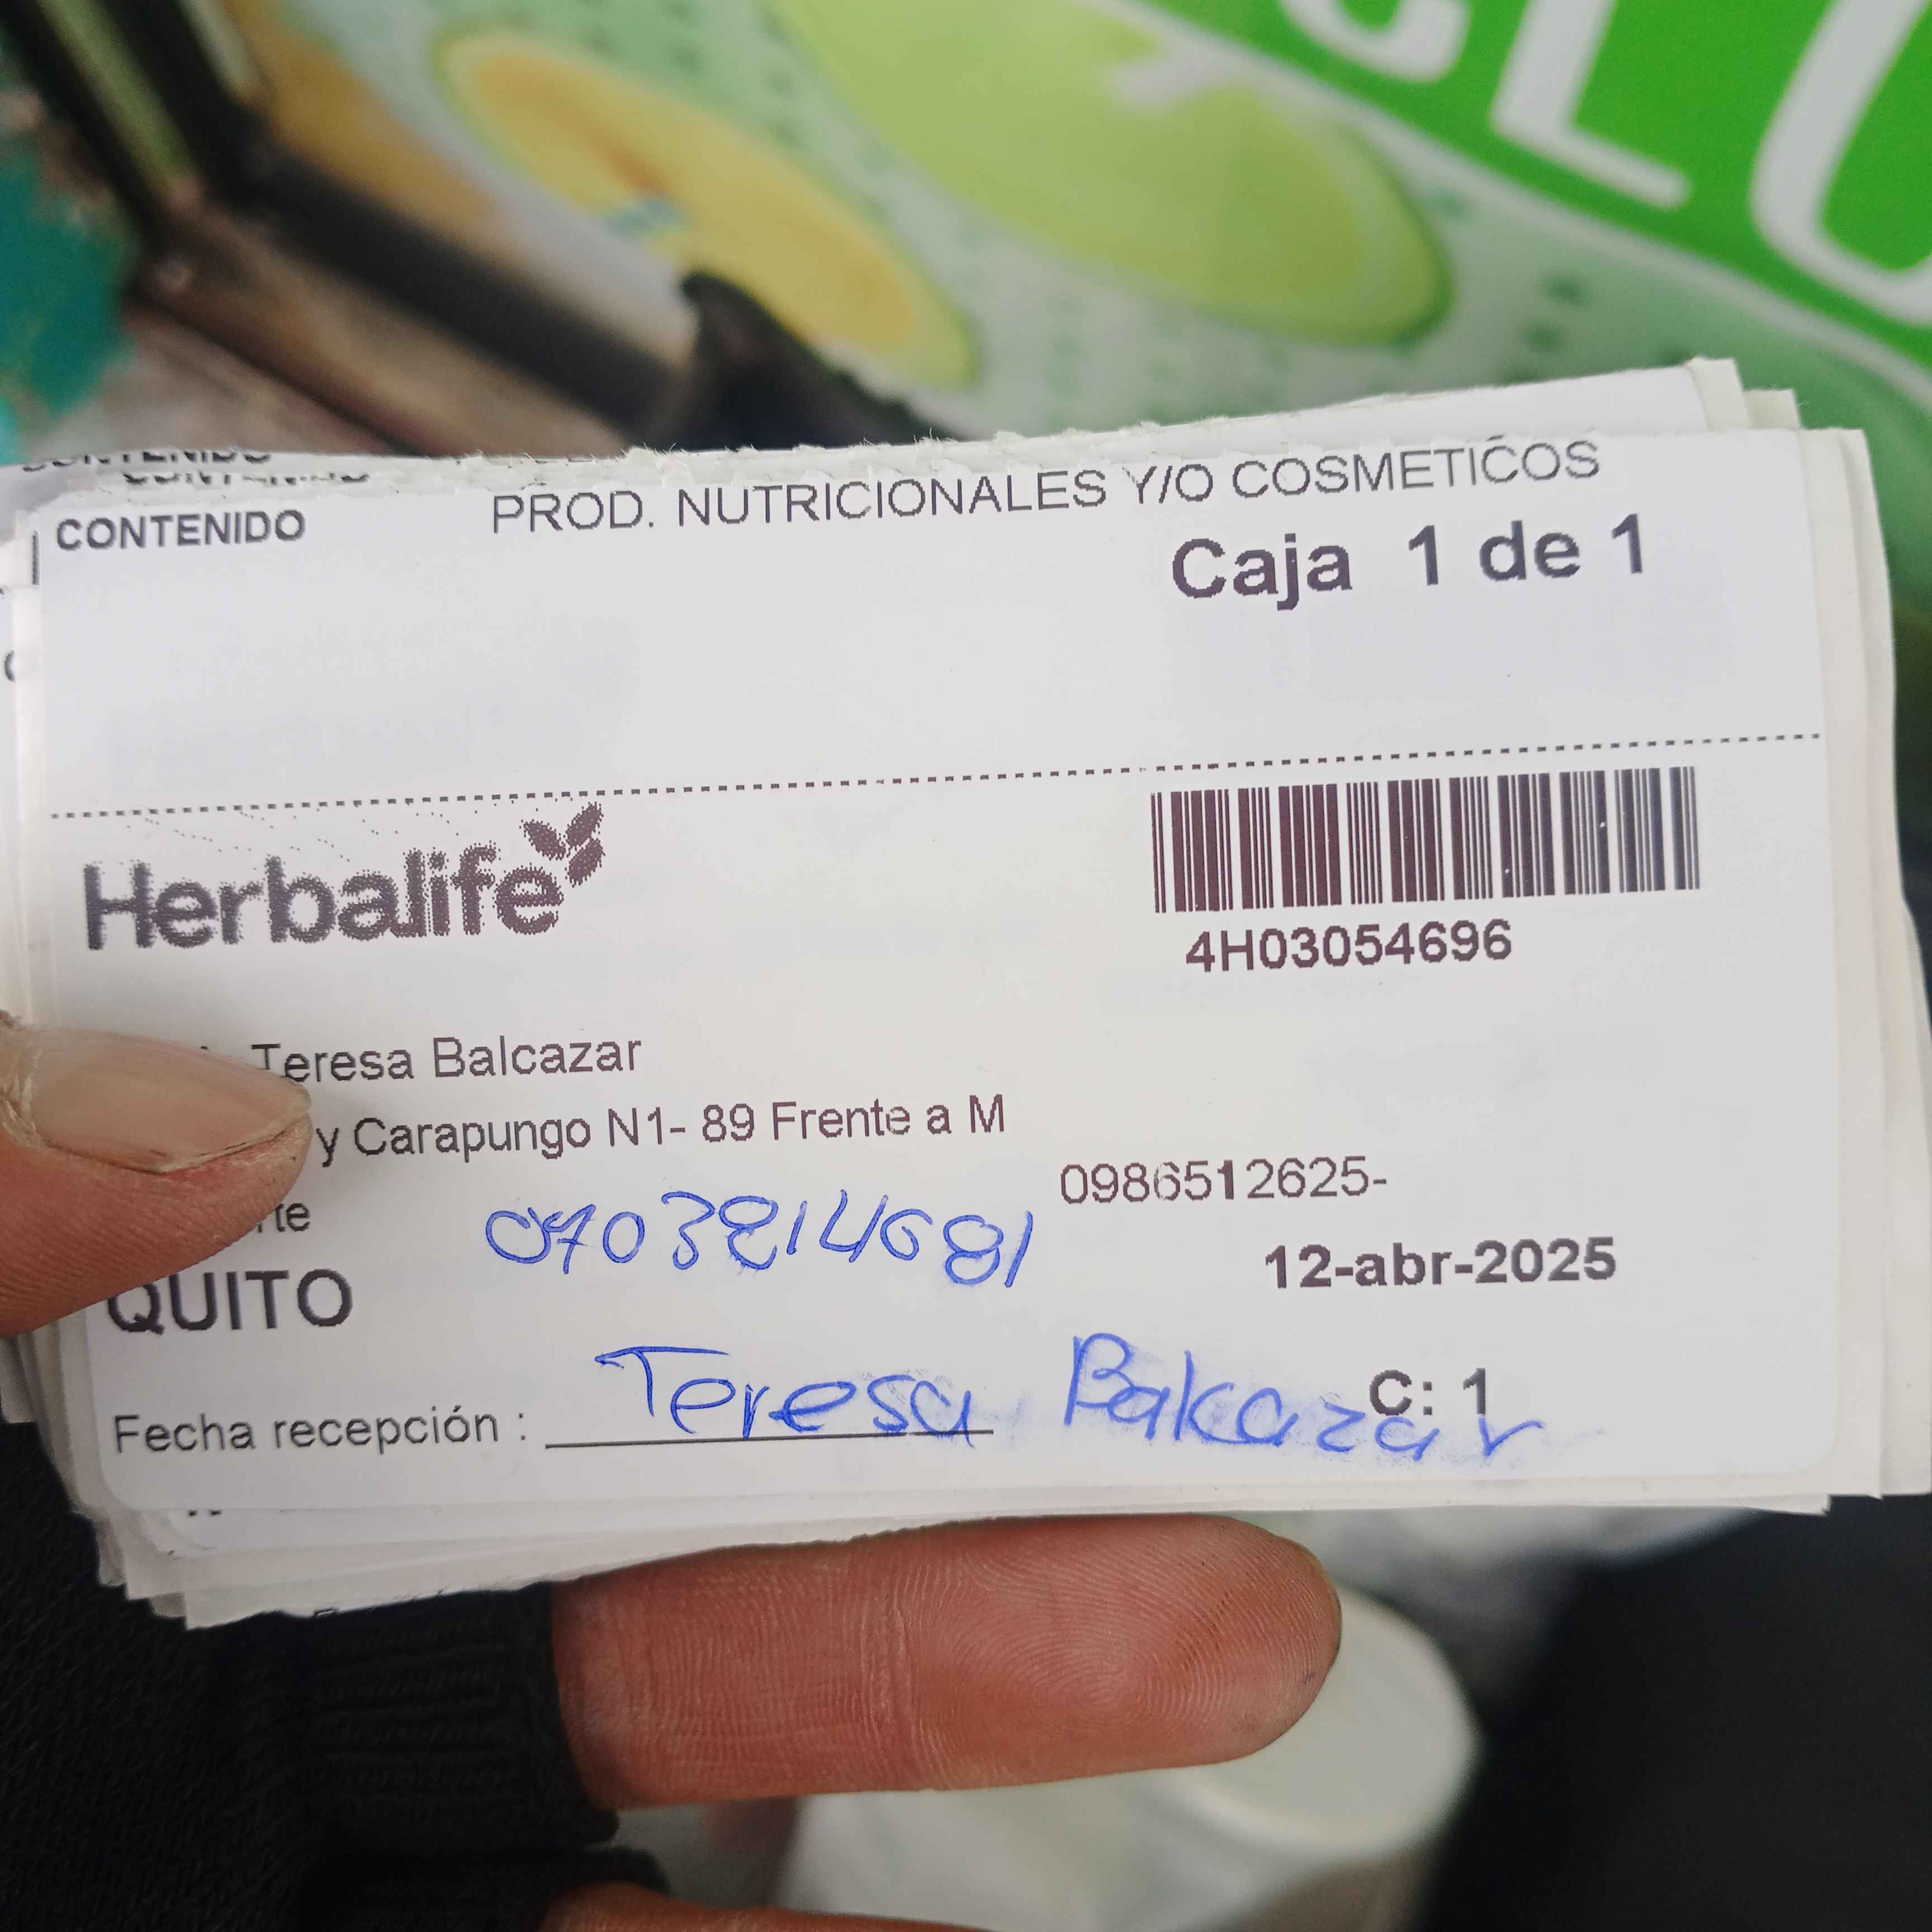 CONTENIDO PROD. NUTRICIONALES Y/O COSMETICOS
Caja 1 de 1
Herbalife
4H03054696
Teresa Balcazar
y Carapungo N1- 89 Frente a M
0986512625-
0703214681
12-abr-2025
QUITO
C: 1
Fecha recepción : Teresa Balcazar